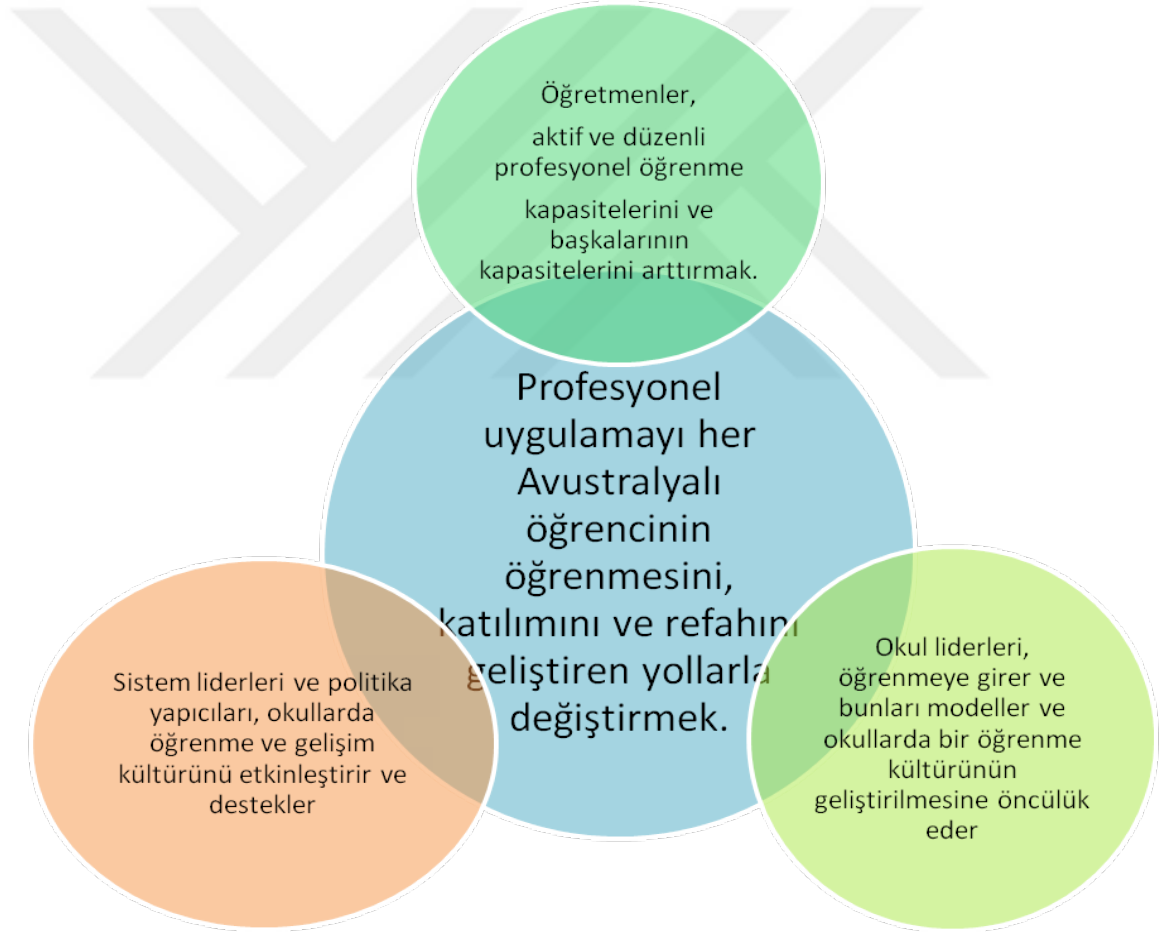 Öğretmenler,
aktif ve düzenli
profesyonel öğrenme
kapasitelerini ve
başkalarının
kapasitelerini arttırmak.
Profesyonel
uygulamayı her
Avustralyalı
öğrencinin
öğrenmesini,
katılımını ve refahını
geliştiren yollarla
değiştirmek.
Sistem liderleri ve politika
yapıcıları, okullarda
öğrenme ve gelişim
kültürünü etkinleştirir ve
destekler
Okul liderleri,
öğrenmeye girer ve
bunları modeller ve
okullarda bir öğrenme
kültürünün
geliştirilmesine öncülük
eder